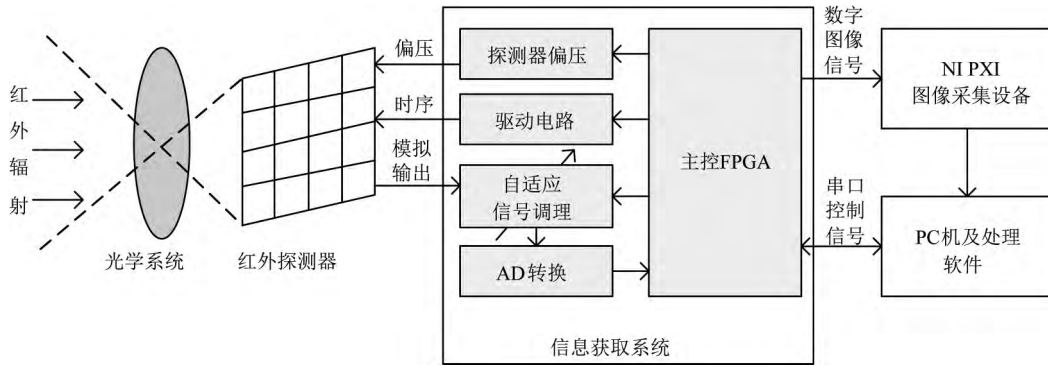 红
外
辐
射
光学系统
红外探测器
偏压
时序
模拟
输出
探测器偏压
驱动电路
自适应
信号调理
AD转换
主控FPGA
信息获取系统
数字
图像
信号
串口
控制
信号
NI PXI
图像采集设备
PC机及处理
软件